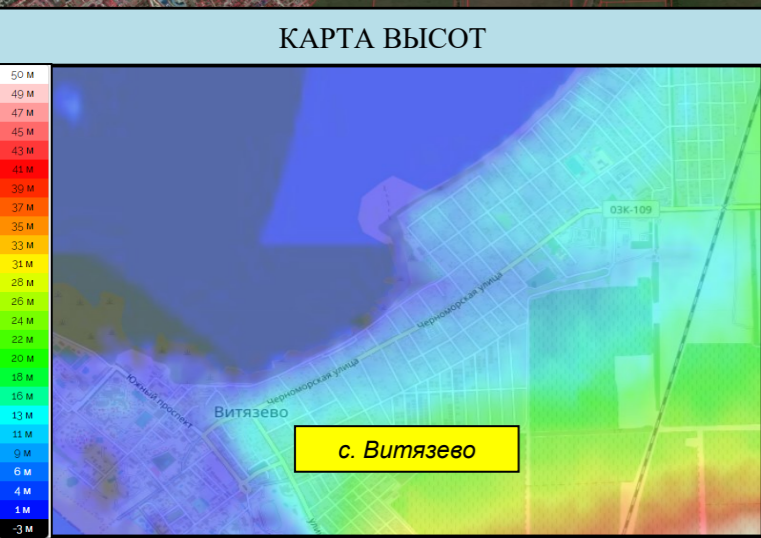 КАРТА ВЫСОТ
50 м
49 м
47 м
45 м
43 м
41 м
39 м
37 м
35 м
33 м
31 м
28 м
26 м
24 м
22 м
20 м
18 м
16 м
13 м
11 м
9 м
6 м
4 м
1 м
-3 м
03К-109
Черноморская улица
Черноморская улица
Южный проспект
Витязево
с. Витязево